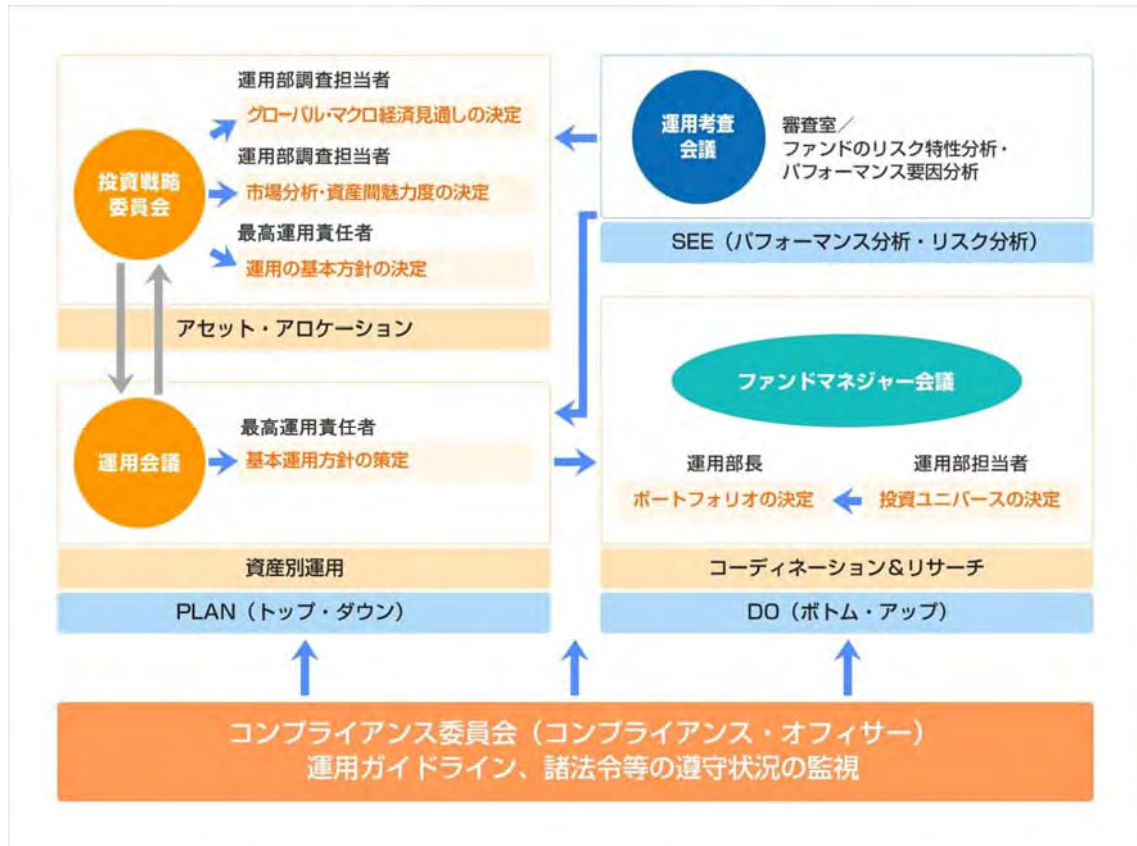 運用部調査担当者
グローバル・マクロ経済見通しの決定
投資戦略
委員会
運用部調査担当者
市場分析・資産間魅力度の決定
最高運用責任者
運用の基本方針の決定
アセット・アロケーション
運用会議
最高運用責任者
基本運用方針の策定
資産別運用
PLAN(トップ・ダウン)
運用考査
会議
審査室/
ファンドのリスク特性分析・
パフォーマンス要因分析
SEE(パフォーマンス分析・リスク分析)
ファンドマネジャー会議
運用部長
ポートフォリオの決定
運用部担当者
投資ユニバースの決定
コーディネーション&リサーチ
DO(ボトム・アップ)
コンプライアンス委員会(コンプライアンス・オフィサー)
運用ガイドライン、諸法令等の遵守状況の監視